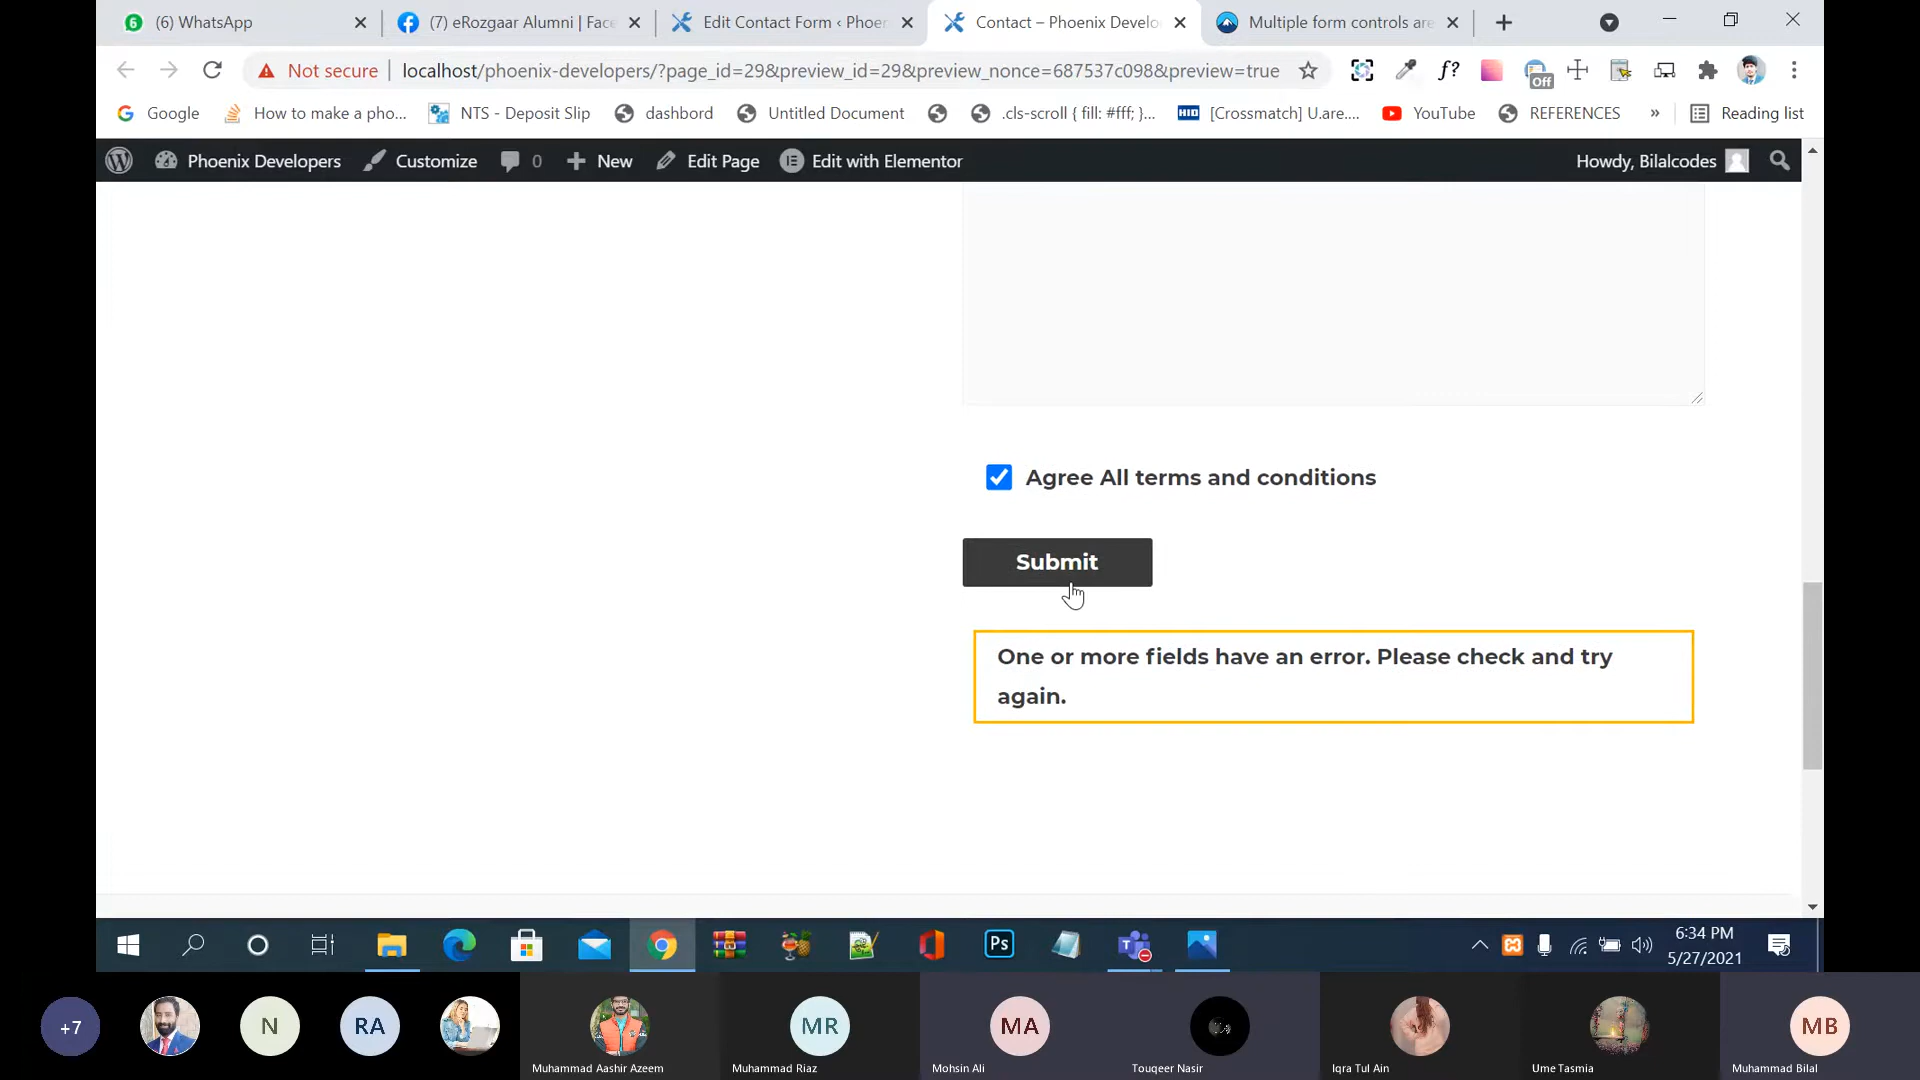 (6) WhatsApp
(7) eRozgaar Alumni | Face
Edit Contact Form ‹ Phoen
Contact – Phoenix Develo
Multiple form controls are
Not secure
localhost/phoenix-developers/?page_id=29&preview_id=29&preview_nonce=687537c098&preview=true
f?
Off
Google
How to make a pho...
NTS - Deposit Slip
dashbord
Untitled Document
.cls-scroll { fill: #fff; }...
HID
[Crossmatch] U.are....
YouTube
REFERENCES
»
Reading list
Phoenix Developers
Customize
0
New
Edit Page
Edit with Elementor
Howdy, Bilalcodes
Agree All terms and conditions
Submit
One or more fields have an error. Please check and try
again.
Ps
6:34 PM
5/27/2021
+7
N
RA
MR
MA
MB
Muhammad Aashir Azeem
Muhammad Riaz
Mohsin Ali
Touqeer Nasir
Iqra Tul Ain
Ume Tasmia
Muhammad Bilal